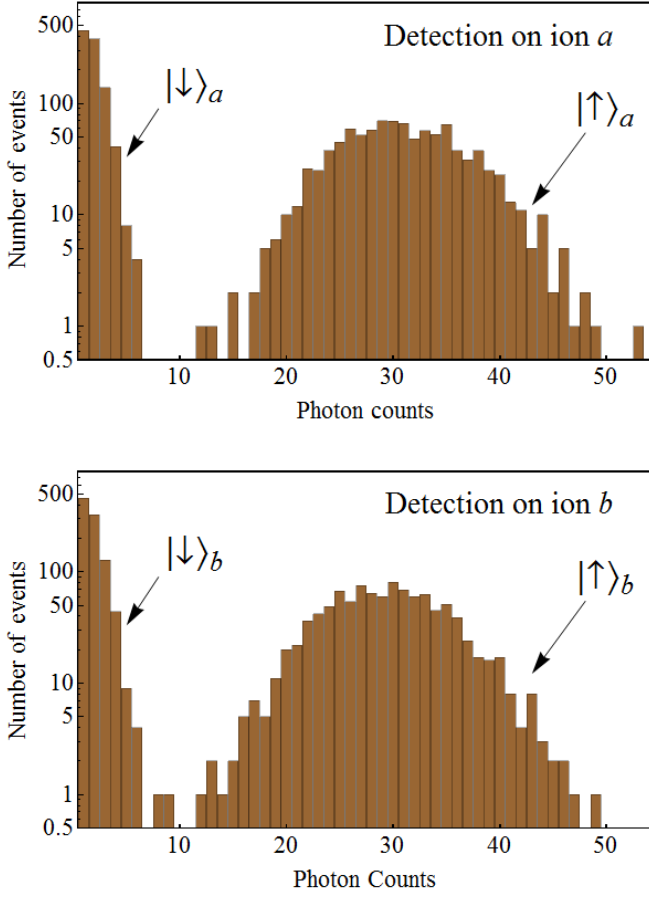 Detection on ion a
|↓⟩a
|↑⟩a
Number of events
500
100
50
10
5
1
0.5
10 20 30 40 50
Photon counts
Detection on ion b
|↓⟩b
|↑⟩b
Number of events
500
100
50
10
5
1
0.5
10 20 30 40 50
Photon Counts